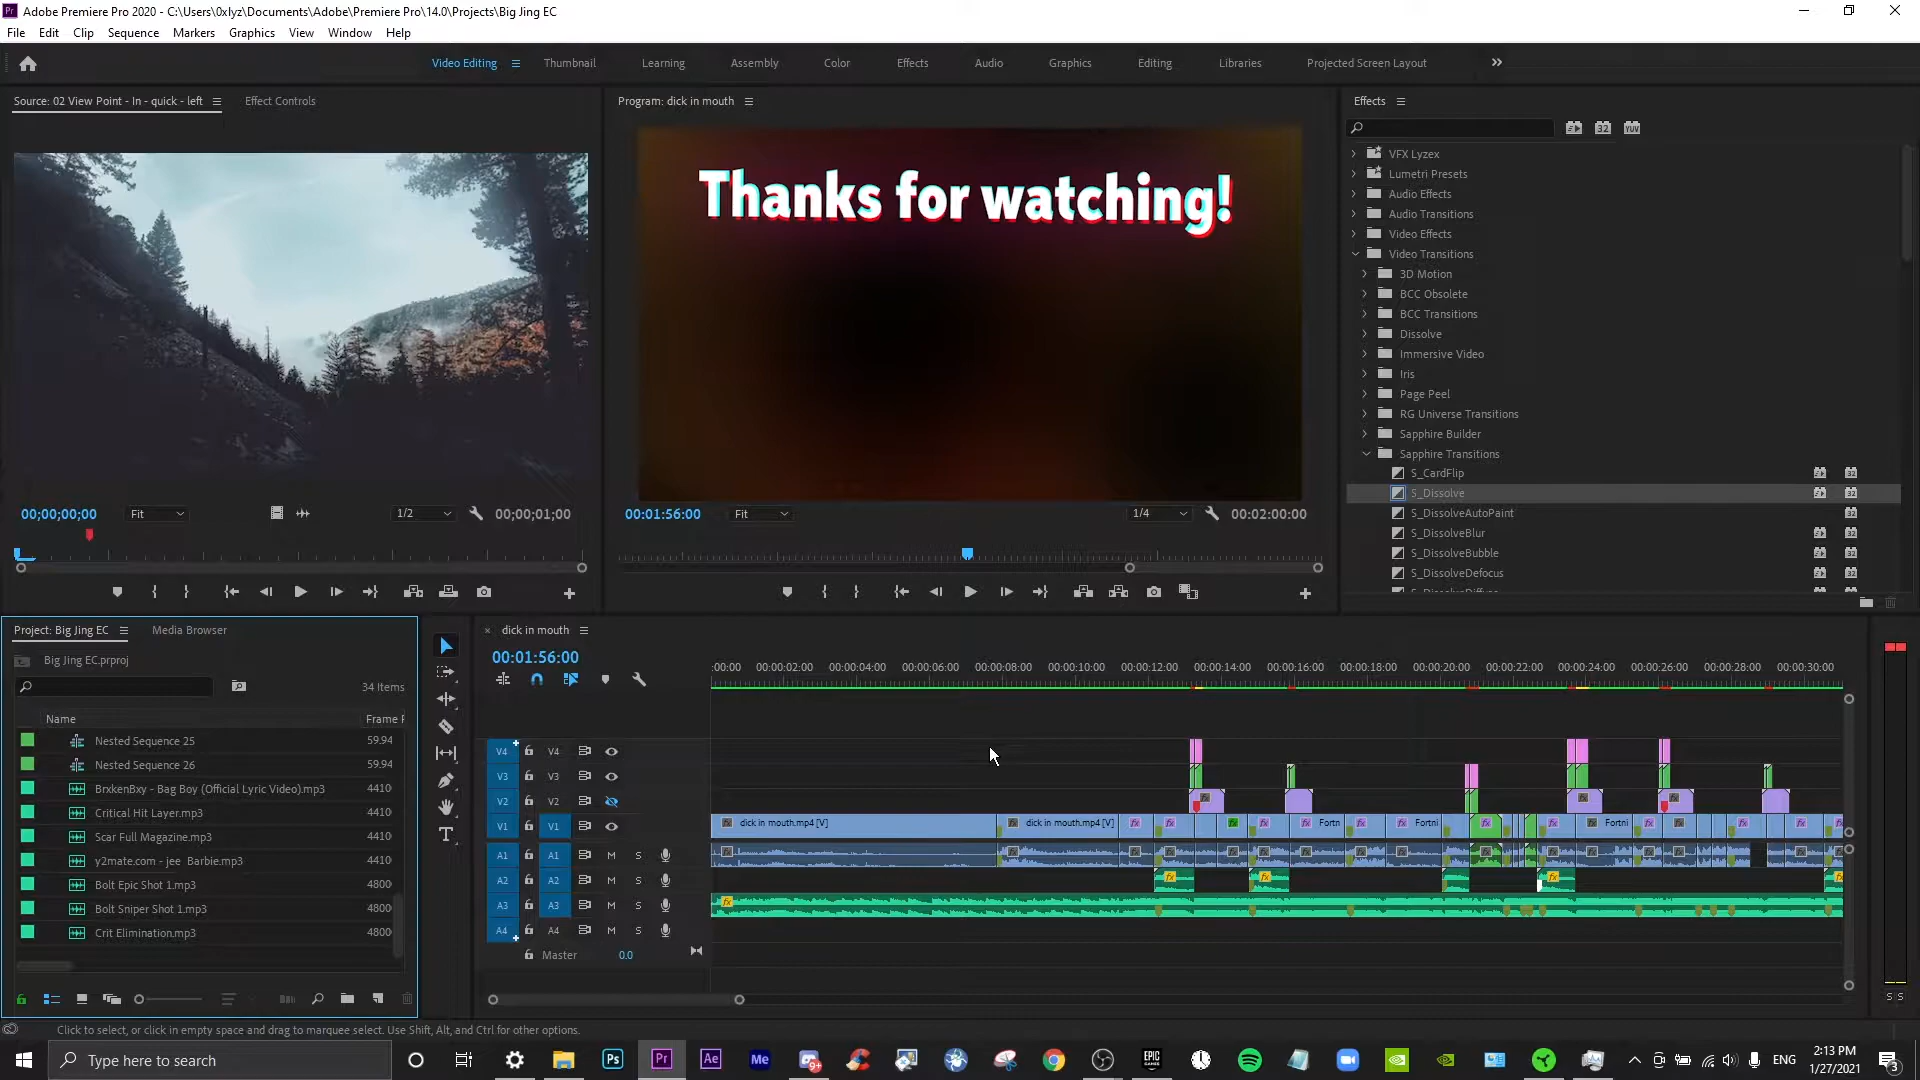 Adobe Premiere Pro 2020 - C:\Users\0xlyz\Documents\Adobe\Premiere Pro\14.0\Projects\Big Jing EC
File Edit Clip Sequence Markers Graphics View Window Help
Video Editing Thumbnail Learning Assembly Color Effects Audio Graphics Editing Libraries Projected Screen Layout
Source: 02 View Point - In - quick - left Effect Controls
Program: dick in mouth
Effects
Thanks for watching!
VFX Lyzex
Lumetri Presets
Audio Effects
Audio Transitions
Video Effects
Video Transitions
3D Motion
BCC Obsolete
BCC Transitions
Dissolve
Immersive Video
Iris
Page Peel
RG Universe Transitions
Sapphire Builder
Sapphire Transitions
S_CardFlip
S_Dissolve
S_DissolveAutoPaint
S_DissolveBlur
S_DissolveBubble
S_DissolveDefocus
00;00;00;00 Fit 1/2 00;00;01;00
00:01:56:00 Fit 1/4 00:02:00:00
Project: Big Jing EC Media Browser
Big Jing EC.prproj
34 Items
Name Frame F
Nested Sequence 25 59.94
Nested Sequence 26 59.94
BrxkenBxy - Bag Boy (Official Lyric Video).mp3 4410
Critical Hit Layer.mp3 4410
Scar Full Magazine.mp3 4410
y2mate.com - jee Barbie.mp3 4410
Bolt Epic Shot 1.mp3 4800
Bolt Sniper Shot 1.mp3 4800
Crit Elimination.mp3 4800
dick in mouth
00:01:56:00
:00:00 00:00:02:00 00:00:04:00 00:00:06:00 00:00:08:00 00:00:10:00 00:00:12:00 00:00:14:00 00:00:16:00 00:00:18:00 00:00:20:00 00:00:22:00 00:00:24:00 00:00:26:00 00:00:28:00 00:00:30:00
V4 V4
V3 V3
V2 V2
V1 V1 dick in mouth.mp4 [V] dick in mouth.mp4 [V] Fortn Fortni Fortni
A1 A1 M S
A2 A2 M S
A3 A3 M S
A4 A4 M S
Master 0.0
S S
Click to select, or click in empty space and drag to marquee select. Use Shift, Alt, and Ctrl for other options.
Type here to search
Ps Pr Ae Me
EPIC GAMES
ENG
2:13 PM
1/27/2021
3